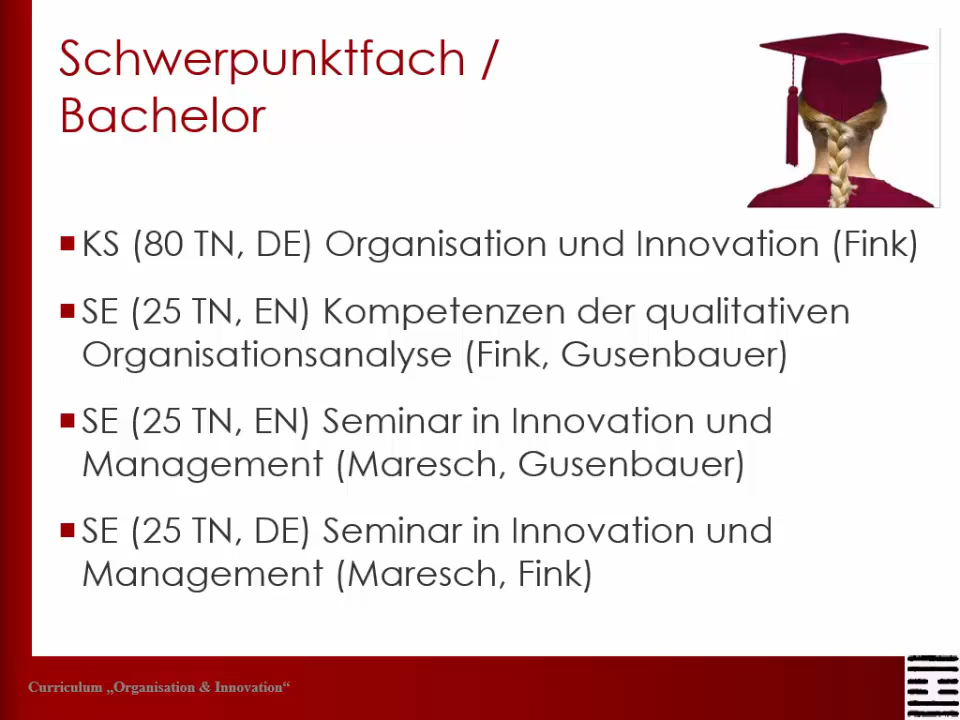 Schwerpunktfach /
Bachelor
KS (80 TN, DE) Organisation und Innovation (Fink)
SE (25 TN, EN) Kompetenzen der qualitativen
Organisationsanalyse (Fink, Gusenbauer)
SE (25 TN, EN) Seminar in Innovation und
Management (Maresch, Gusenbauer)
SE (25 TN, DE) Seminar in Innovation und
Management (Maresch, Fink)
Curriculum „Organisation & Innovation“